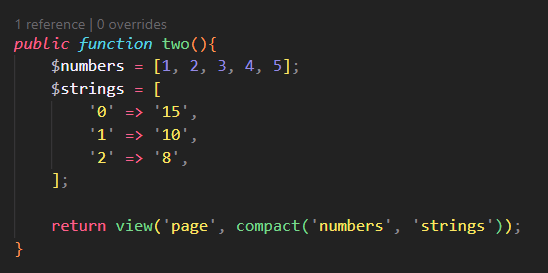 1 reference | 0 overrides
public function two(){
    $numbers = [1, 2, 3, 4, 5];
    $strings = [
        '0' => '15',
        '1' => '10',
        '2' => '8',
    ];

    return view('page', compact('numbers', 'strings'));
}